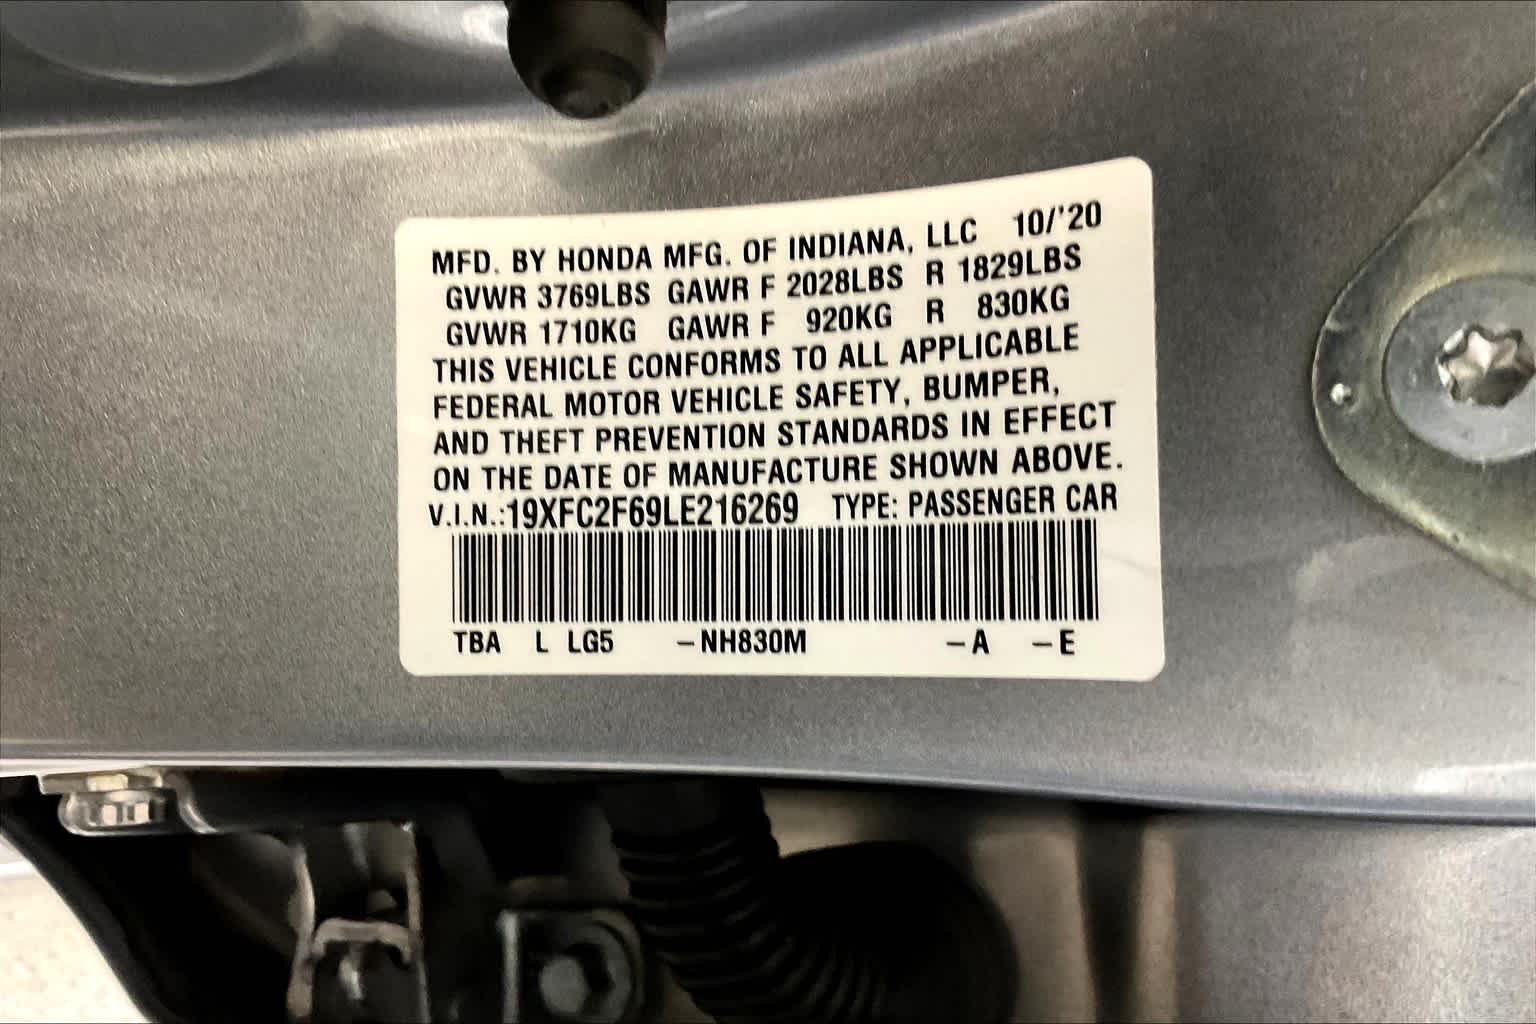 MFD. BY HONDA MFG. OF INDIANA, LLC 10/'20
GVWR 3769LBS GAWR F 2028LBS R 1829LBS
GVWR 1710KG GAWR F 920KG R 830KG
THIS VEHICLE CONFORMS TO ALL APPLICABLE
FEDERAL MOTOR VEHICLE SAFETY, BUMPER,
AND THEFT PREVENTION STANDARDS IN EFFECT
ON THE DATE OF MANUFACTURE SHOWN ABOVE.
V.I.N.:19XFC2F69LE216269 TYPE: PASSENGER CAR
TBA L LG5 –NH830M –A –E